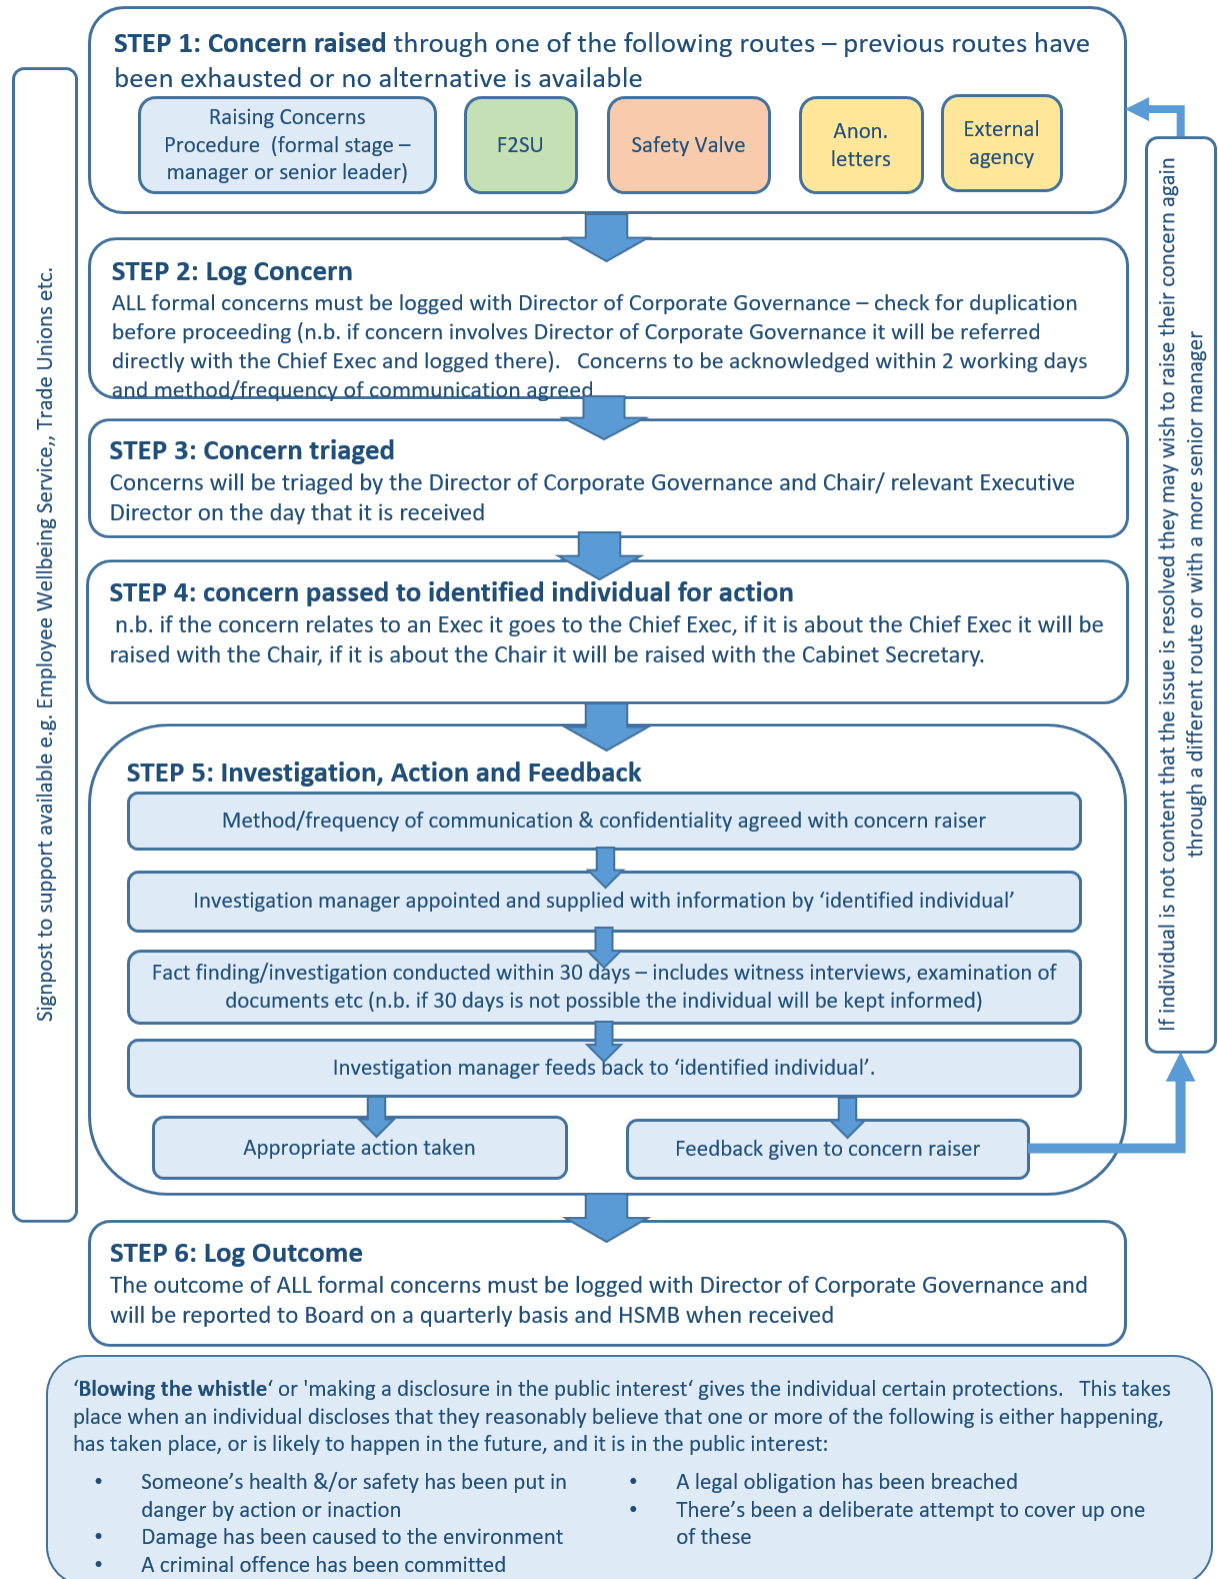 STEP 1: Concern raised through one of the following routes – previous routes have
been exhausted or no alternative is available
Raising Concerns
Procedure  (formal stage –
manager or senior leader)
F2SU
Safety Valve
Anon.
letters
External
agency
STEP 2: Log Concern
ALL formal concerns must be logged with Director of Corporate Governance – check for duplication
before proceeding (n.b. if concern involves Director of Corporate Governance it will be referred
directly with the Chief Exec and logged there).   Concerns to be acknowledged within 2 working days
and method/frequency of communication agreed
STEP 3: Concern triaged
Concerns will be triaged by the Director of Corporate Governance and Chair/ relevant Executive
Director on the day that it is received
STEP 4: concern passed to identified individual for action
n.b. if the concern relates to an Exec it goes to the Chief Exec, if it is about the Chief Exec it will be
raised with the Chair, if it is about the Chair it will be raised with the Cabinet Secretary.
STEP 5: Investigation, Action and Feedback
Method/frequency of communication & confidentiality agreed with concern raiser
Investigation manager appointed and supplied with information by ‘identified individual’
Fact finding/investigation conducted within 30 days – includes witness interviews, examination of
documents etc (n.b. if 30 days is not possible the individual will be kept informed)
Investigation manager feeds back to ‘identified individual’.
Appropriate action taken
Feedback given to concern raiser
STEP 6: Log Outcome
The outcome of ALL formal concerns must be logged with Director of Corporate Governance and
will be reported to Board on a quarterly basis and HSMB when received
Signpost to support available e.g. Employee Wellbeing Service,, Trade Unions etc.
If individual is not content that the issue is resolved they may wish to raise their concern again
through a different route or with a more senior manager
‘Blowing the whistle‘ or 'making a disclosure in the public interest‘ gives the individual certain protections.   This takes
place when an individual discloses that they reasonably believe that one or more of the following is either happening,
has taken place, or is likely to happen in the future, and it is in the public interest:
• Someone’s health &/or safety has been put in
danger by action or inaction
• Damage has been caused to the environment
• A criminal offence has been committed
• A legal obligation has been breached
• There’s been a deliberate attempt to cover up one
of these